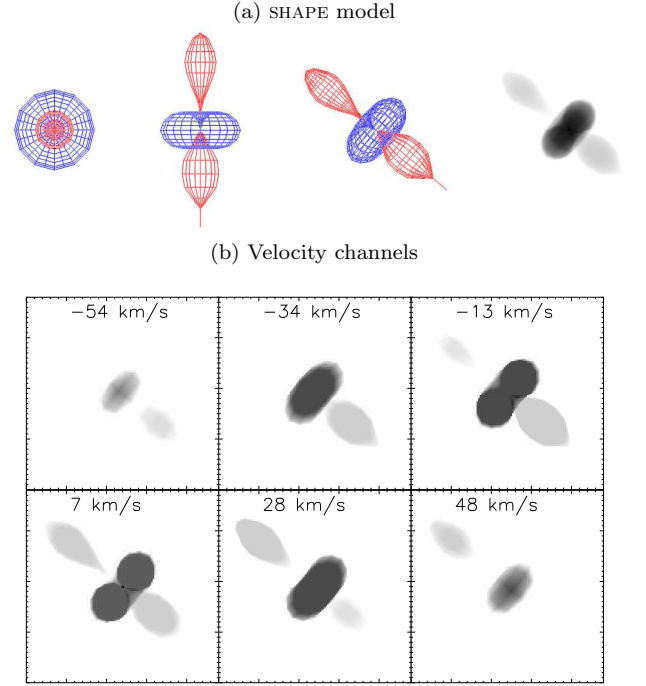 (a) SHAPE model
(b) Velocity channels
−54 km/s
−34 km/s
−13 km/s
7 km/s
28 km/s
48 km/s